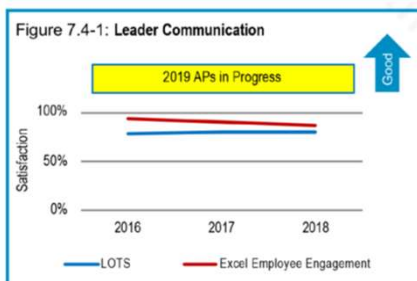 Figure 7.4-1: Leader Communication
Good
2019 APs in Progress
100%
50%
0%
Satisfaction
2016 2017 2018
LOTS Excel Employee Engagement